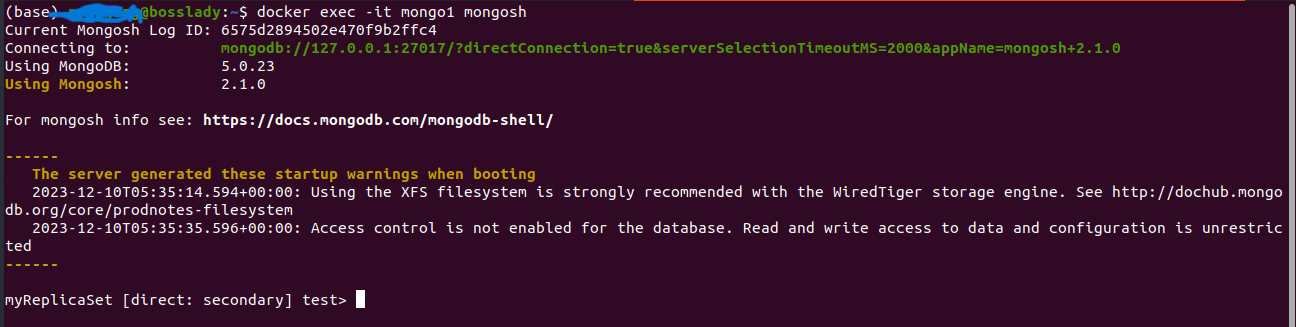 (base) @bosslady:~$ docker exec -it mongo1 mongosh
Current Mongosh Log ID: 6575d2894502e470f9b2ffc4
Connecting to: mongodb://127.0.0.1:27017/?directConnection=true&serverSelectionTimeoutMS=2000&appName=mongosh+2.1.0
Using MongoDB: 5.0.23
Using Mongosh: 2.1.0
For mongosh info see: https://docs.mongodb.com/mongodb-shell/
------
The server generated these startup warnings when booting
2023-12-10T05:35:14.594+00:00: Using the XFS filesystem is strongly recommended with the WiredTiger storage engine. See http://dochub.mongo
db.org/core/prodnotes-filesystem
2023-12-10T05:35:35.596+00:00: Access control is not enabled for the database. Read and write access to data and configuration is unrestric
ted
------
myReplicaSet [direct: secondary] test>